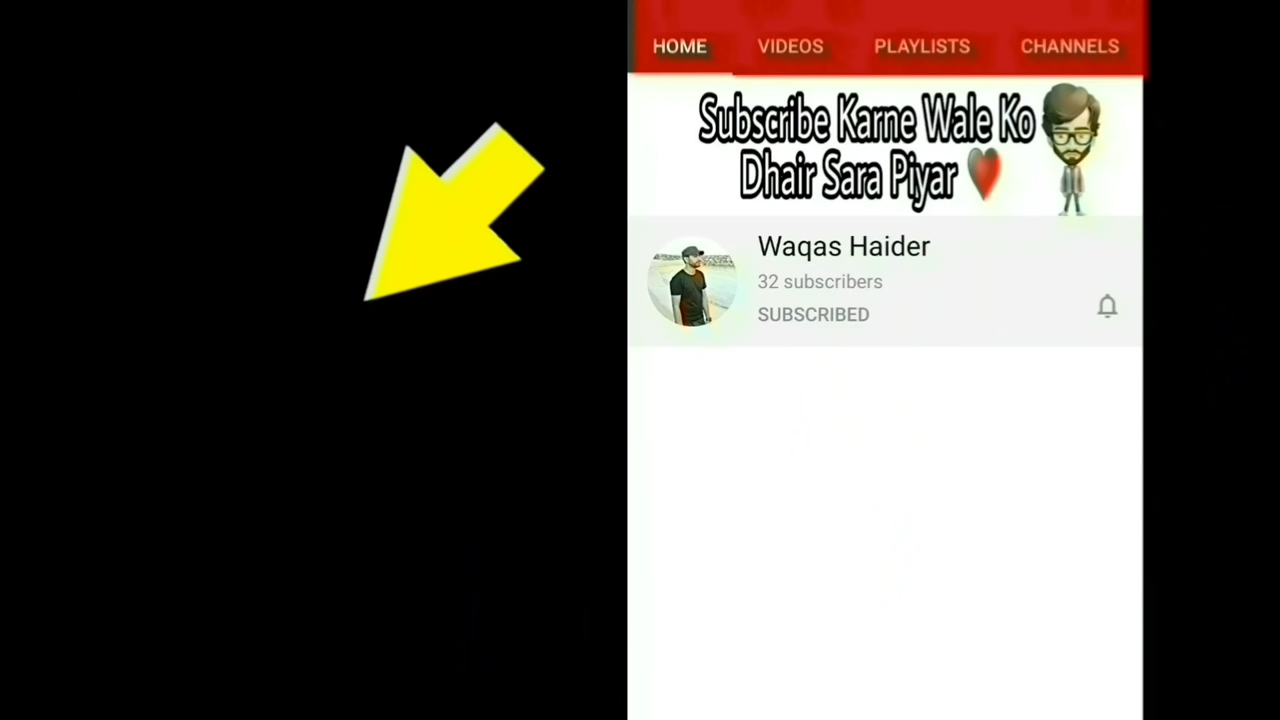 HOME VIDEOS PLAYLISTS CHANNELS
Subscribe Karne Wale Ko
Dhair Sara Piyar
Waqas Haider
32 subscribers
SUBSCRIBED